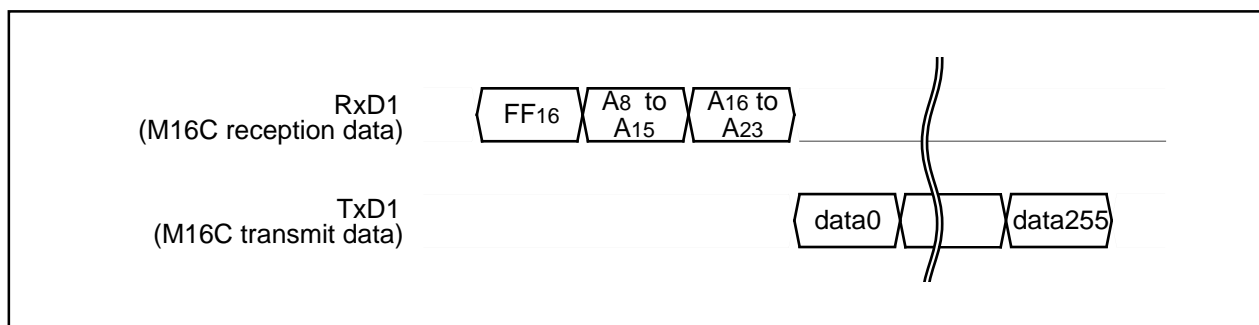 RxD1
(M16C reception data)
FF16
A8 to
A15
A16 to
A23
TxD1
(M16C transmit data)
data0
data255